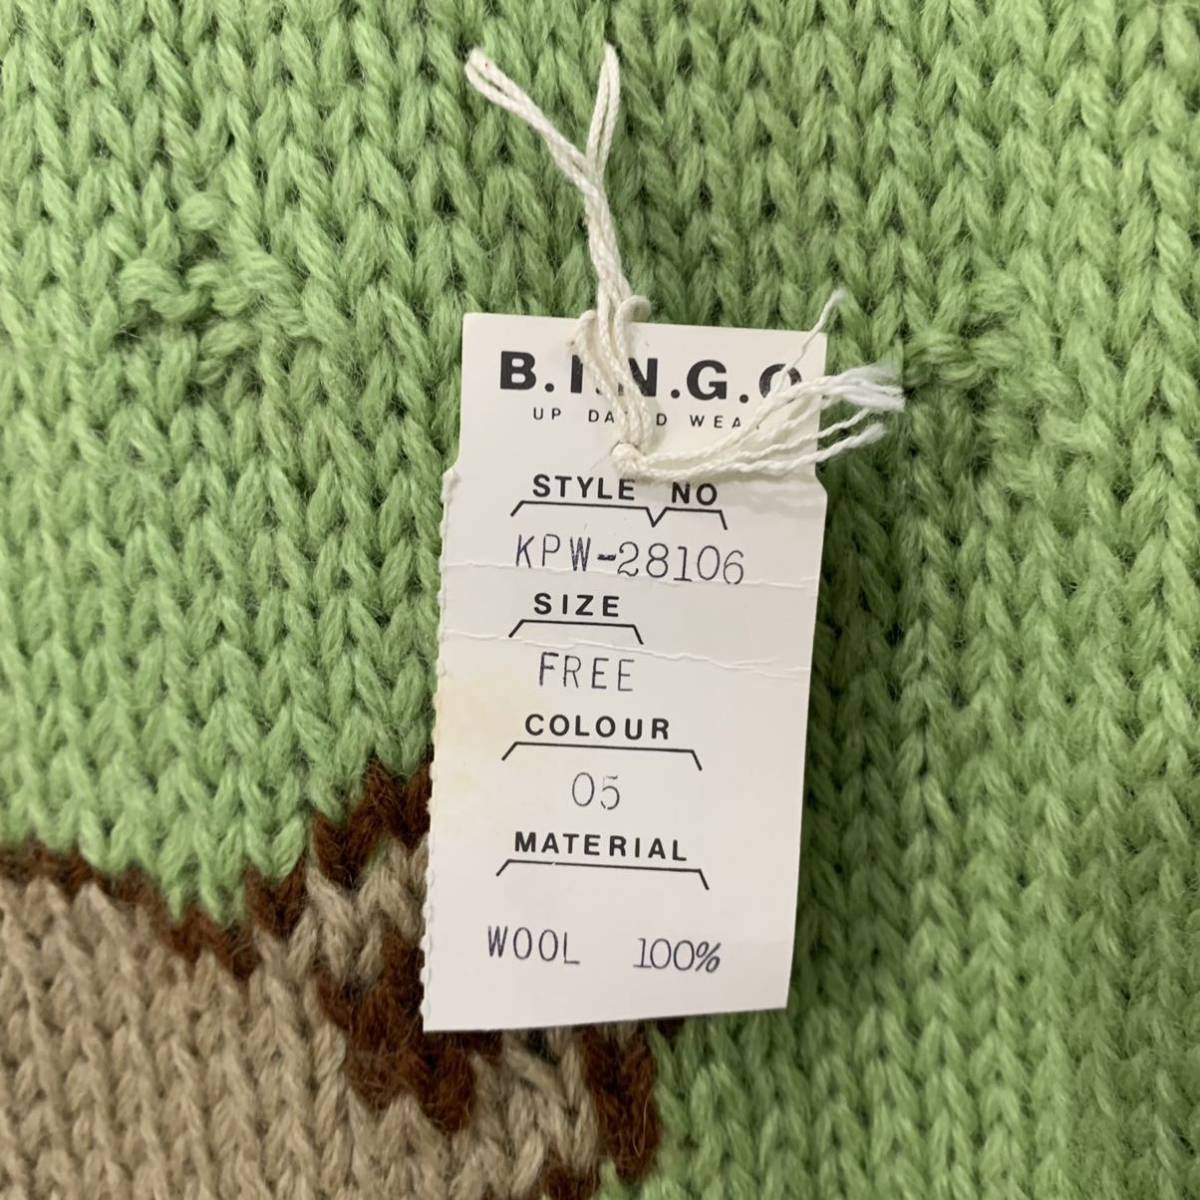 B.I.N.G.O
UP DATED WEAR
STYLE NO
KPW-28106
SIZE
FREE
COLOUR
05
MATERIAL
WOOL 100%